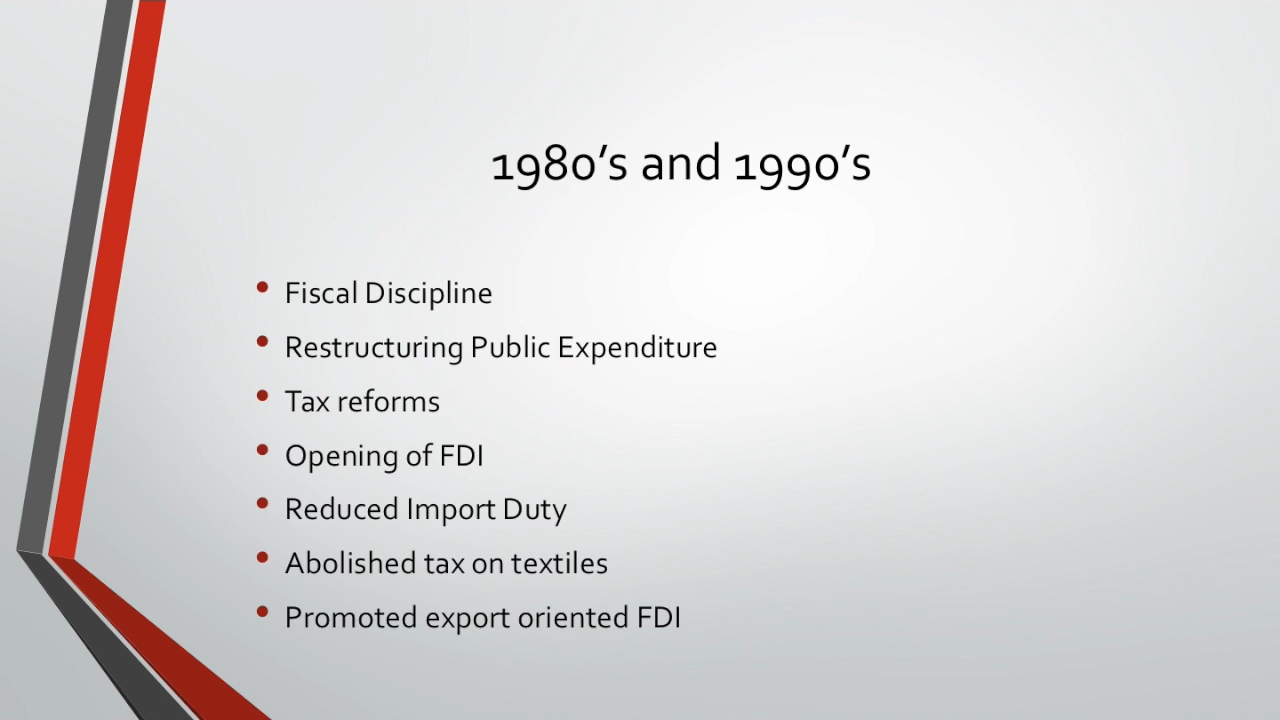 1980’s and 1990’s
• Fiscal Discipline
• Restructuring Public Expenditure
• Tax reforms
• Opening of FDI
• Reduced Import Duty
• Abolished tax on textiles
• Promoted export oriented FDI